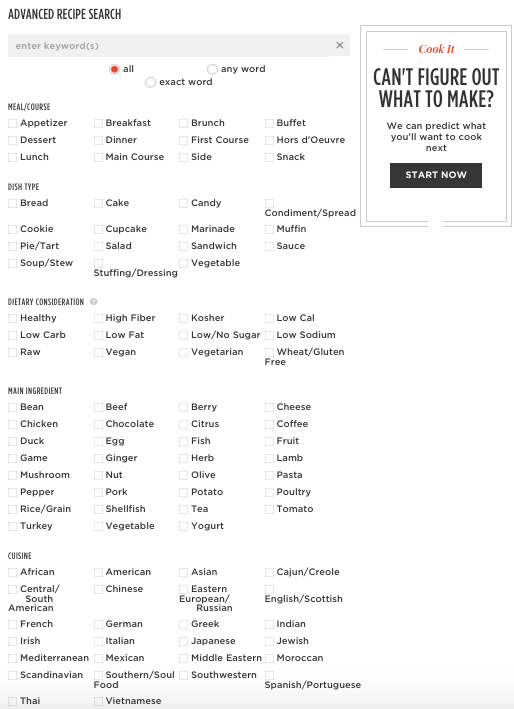 ADVANCED RECIPE SEARCH
enter keyword(s) ✕
all any word
exact word
MEAL/COURSE
Appetizer Breakfast Brunch Buffet
Dessert Dinner First Course Hors d'Oeuvre
Lunch Main Course Side Snack
DISH TYPE
Bread Cake Candy
Condiment/Spread
Cookie Cupcake Marinade Muffin
Pie/Tart Salad Sandwich Sauce
Soup/Stew Vegetable
Stuffing/Dressing
DIETARY CONSIDERATION ?
Healthy High Fiber Kosher Low Cal
Low Carb Low Fat Low/No Sugar Low Sodium
Raw Vegan Vegetarian Wheat/Gluten
Free
MAIN INGREDIENT
Bean Beef Berry Cheese
Chicken Chocolate Citrus Coffee
Duck Egg Fish Fruit
Game Ginger Herb Lamb
Mushroom Nut Olive Pasta
Pepper Pork Potato Poultry
Rice/Grain Shellfish Tea Tomato
Turkey Vegetable Yogurt
CUISINE
African American Asian Cajun/Creole
Central/ Chinese Eastern
South European/ English/Scottish
American Russian
French German Greek Indian
Irish Italian Japanese Jewish
Mediterranean Mexican Middle Eastern Moroccan
Scandinavian Southern/Soul Southwestern
Food Spanish/Portuguese
Thai Vietnamese
Cook It
CAN'T FIGURE OUT
WHAT TO MAKE?
We can predict what
you'll want to cook
next
START NOW